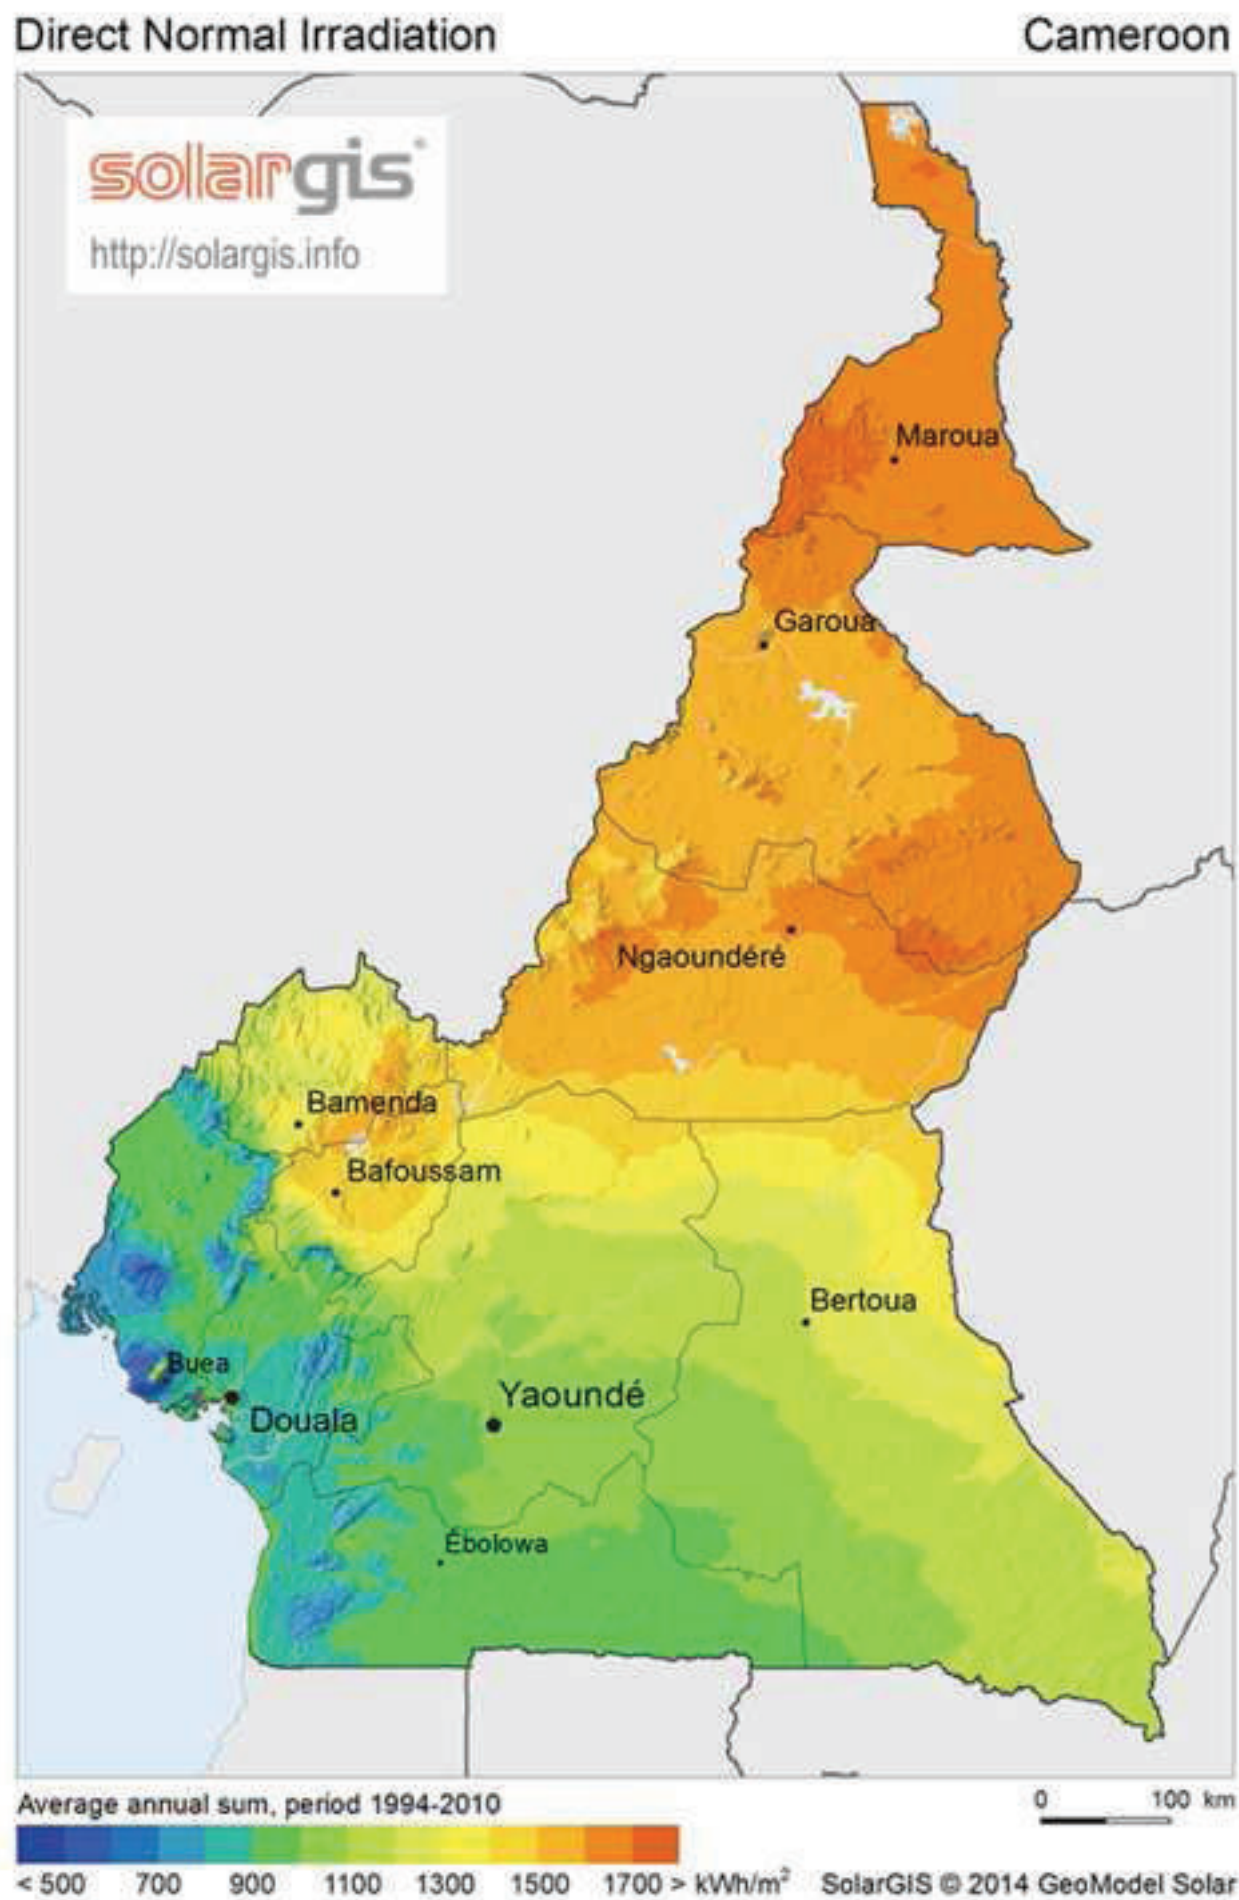 Direct Normal Irradiation
Cameroon
solargis
http://solargis.info
Maroua
Garoua
Ngaoundéré
Bamenda
Bafoussam
Bertoua
Buea
Yaoundé
Douala
Ébolowa
Average annual sum, period 1994-2010
0 100 km
< 500 700 900 1100 1300 1500 1700 > kWh/m²
SolarGIS © 2014 GeoModel Solar